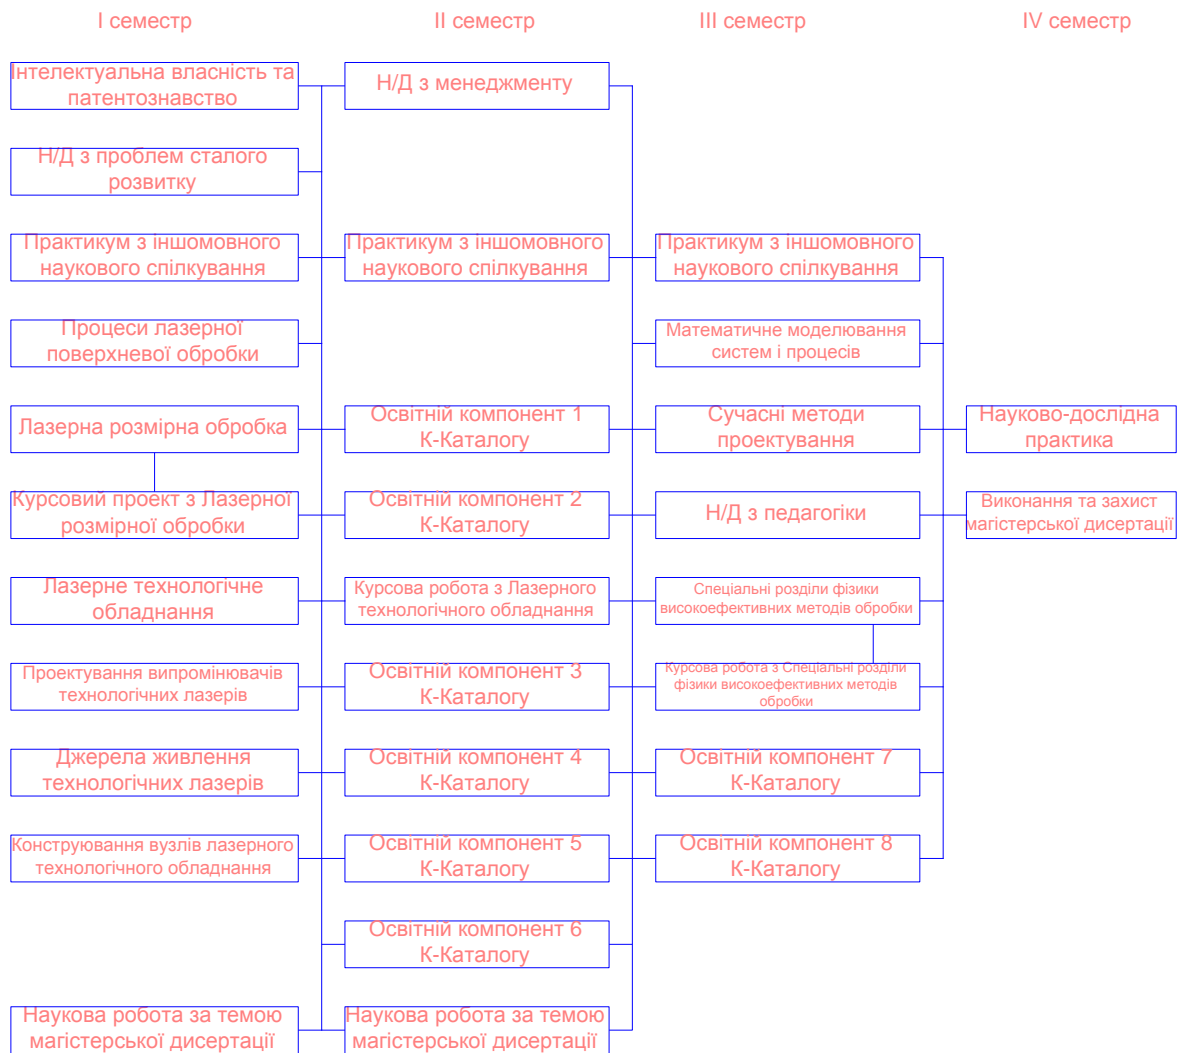 I семестр
II семестр
III семестр
IV семестр
Інтелектуальна власність та
патентознавство
Н/Д з менеджменту
Н/Д з проблем сталого
розвитку
Практикум з іншомовного
наукового спілкування
Практикум з іншомовного
наукового спілкування
Практикум з іншомовного
наукового спілкування
Процеси лазерної
поверхневої обробки
Математичне моделювання
систем і процесів
Лазерна розмірна обробка
Освітній компонент 1
К-Каталогу
Сучасні методи
проектування
Науково-дослідна
практика
Курсовий проект з Лазерної
розмірної обробки
Освітній компонент 2
К-Каталогу
Н/Д з педагогіки
Виконання та захист
магістерської дисертації
Лазерне технологічне
обладнання
Курсова робота з Лазерного
технологічного обладнання
Спеціальні розділи фізики
високоефективних методів обробки
Проектування випромінювачів
технологічних лазерів
Освітній компонент 3
К-Каталогу
Курсова робота з Спеціальні розділи
фізики високоефективних методів
обробки
Джерела живлення
технологічних лазерів
Освітній компонент 4
К-Каталогу
Освітній компонент 7
К-Каталогу
Конструювання вузлів лазерного
технологічного обладнання
Освітній компонент 5
К-Каталогу
Освітній компонент 8
К-Каталогу
Освітній компонент 6
К-Каталогу
Наукова робота за темою
магістерської дисертації
Наукова робота за темою
магістерської дисертації